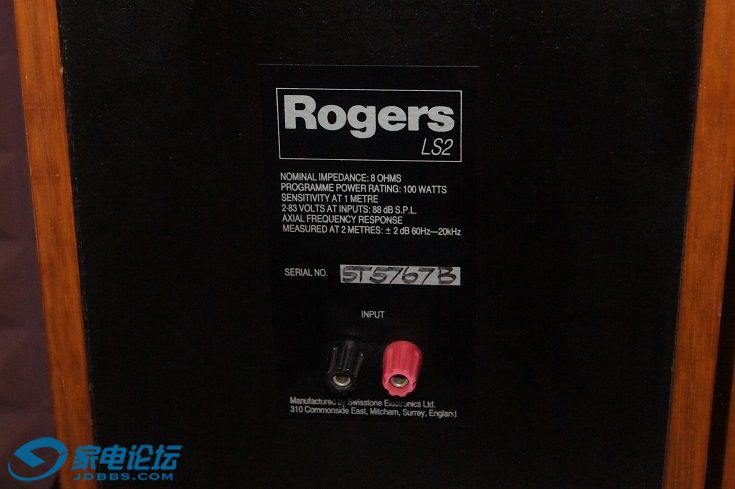 Rogers
LS2
NOMINAL IMPEDANCE: 8 OHMS
PROGRAMME POWER RATING: 100 WATTS
SENSITIVITY AT 1 METRE
2·83 VOLTS AT INPUTS: 88 dB S.P.L.
AXIAL FREQUENCY RESPONSE
MEASURED AT 2 METRES: ± 2 dB 60Hz—20kHz
SERIAL NO. ST5767B
INPUT
Manufactured by Swisstone Electronics Ltd.
310 Commonside East, Mitcham, Surrey, England
家电论坛
JDBBS.COM